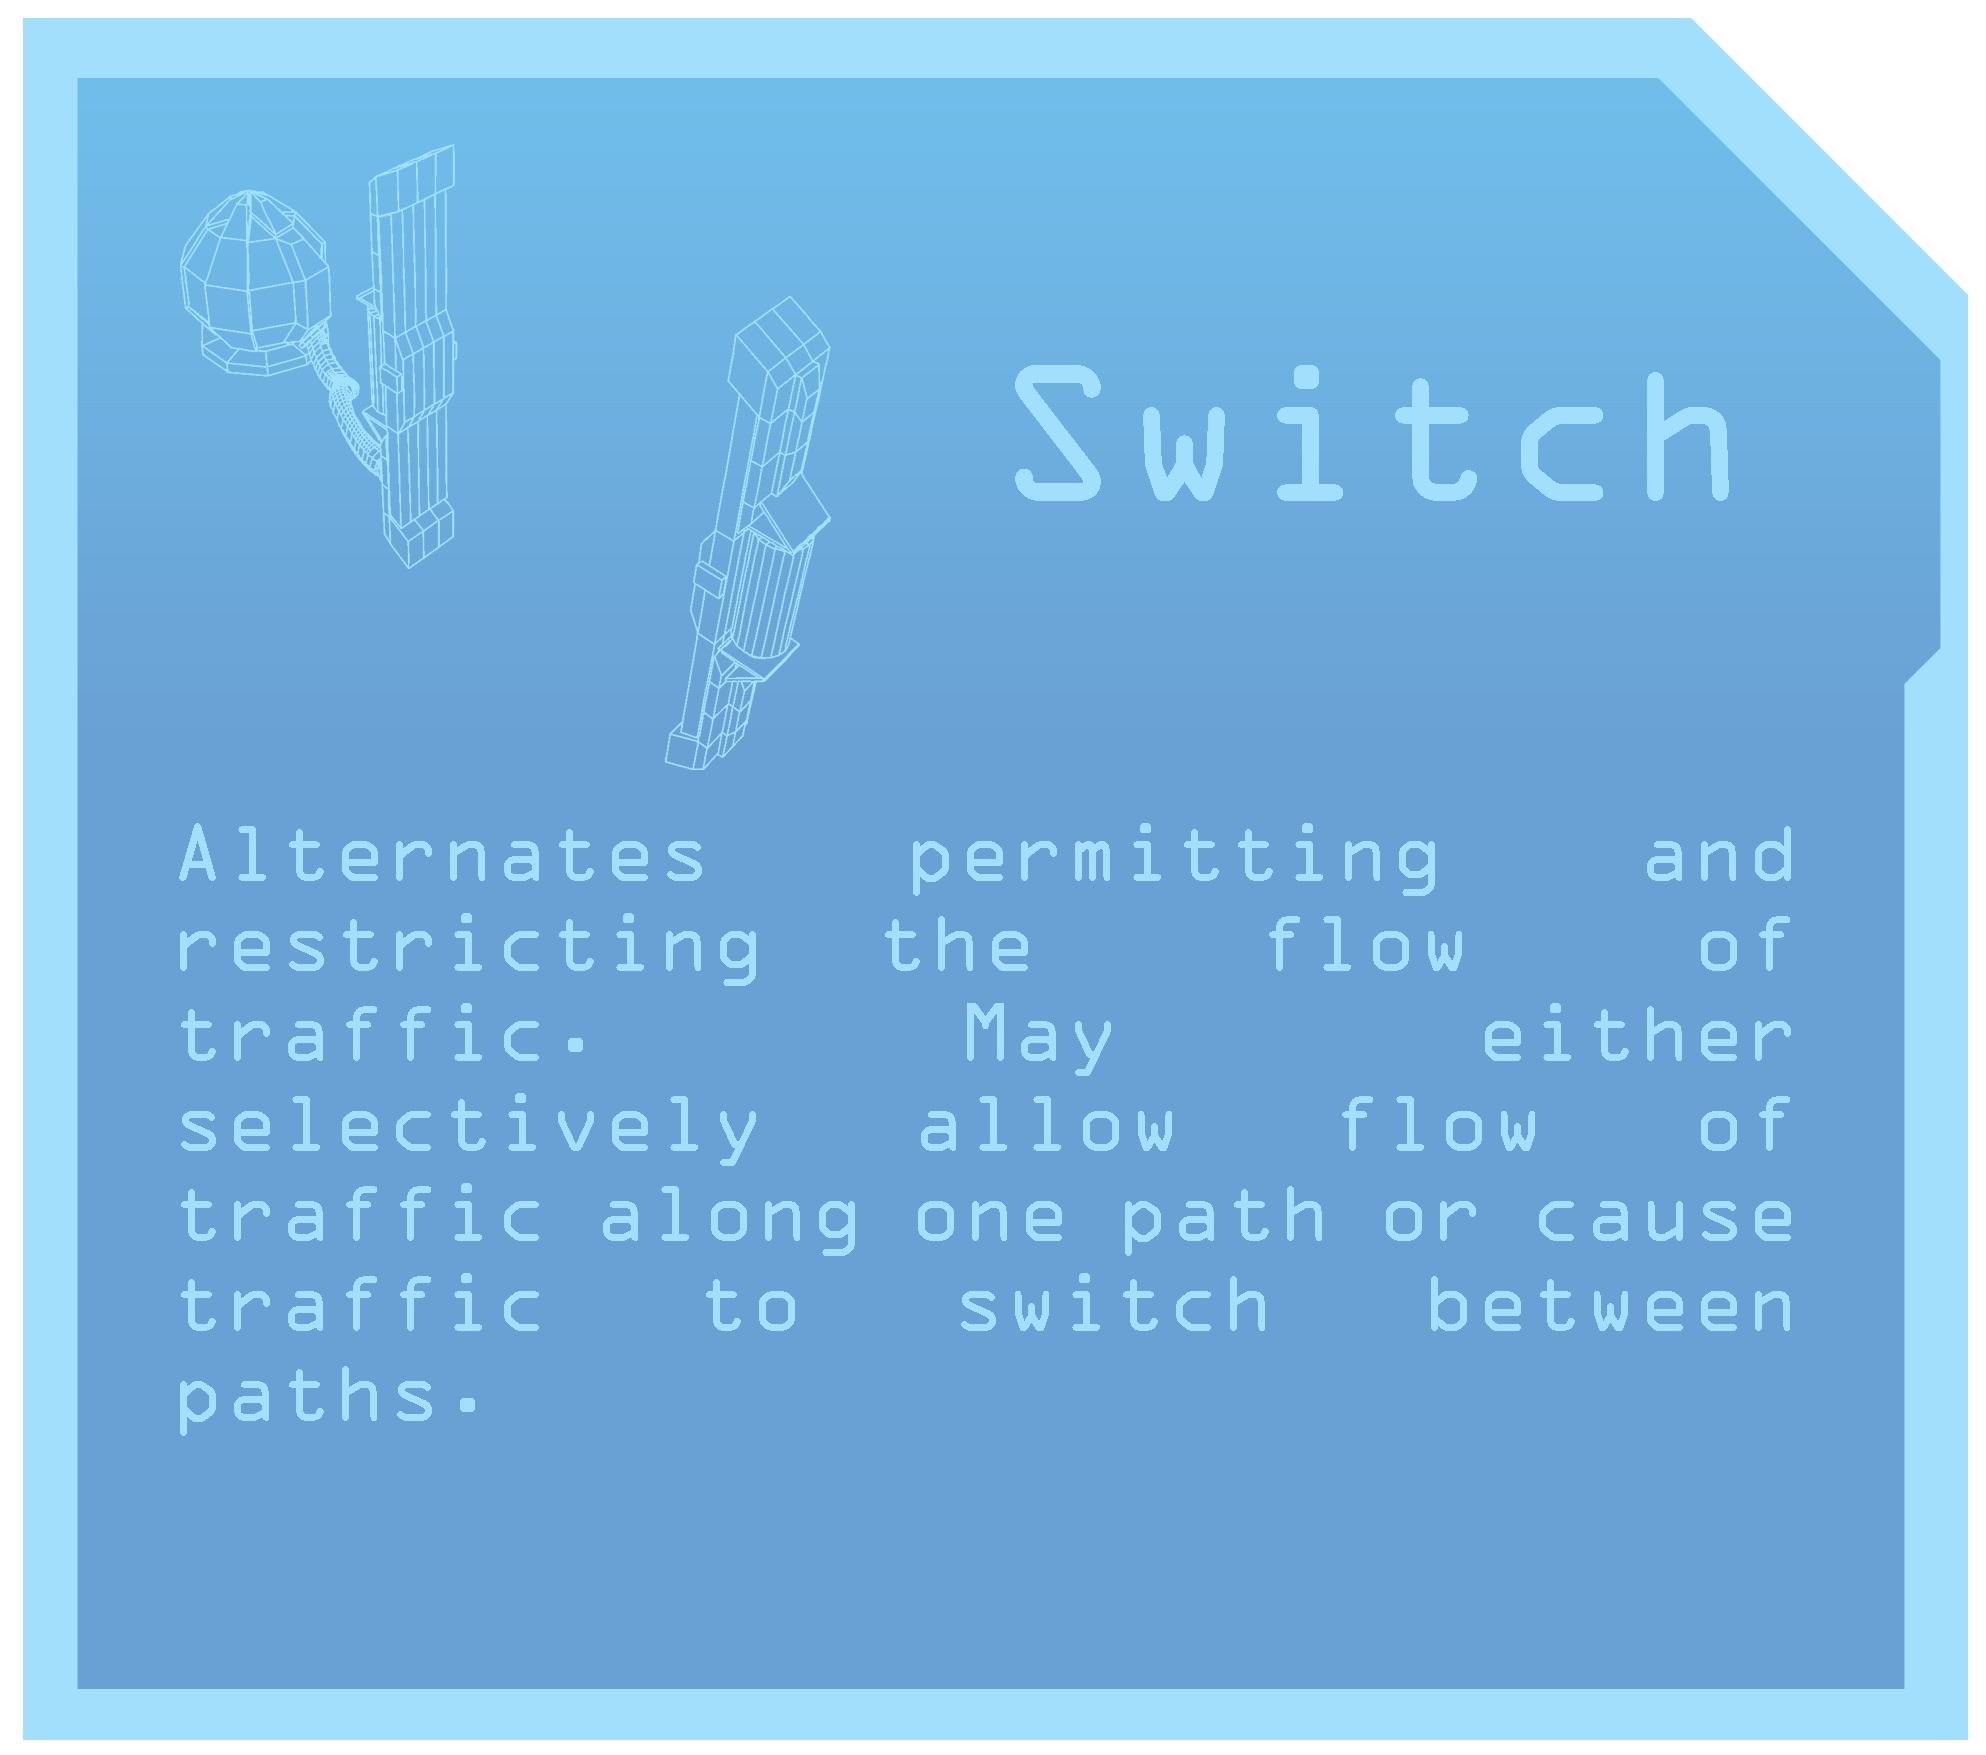 Switch
Alternates permitting and
restricting the flow of
traffic. May either
selectively allow flow of
traffic along one path or cause
traffic to switch between
paths.